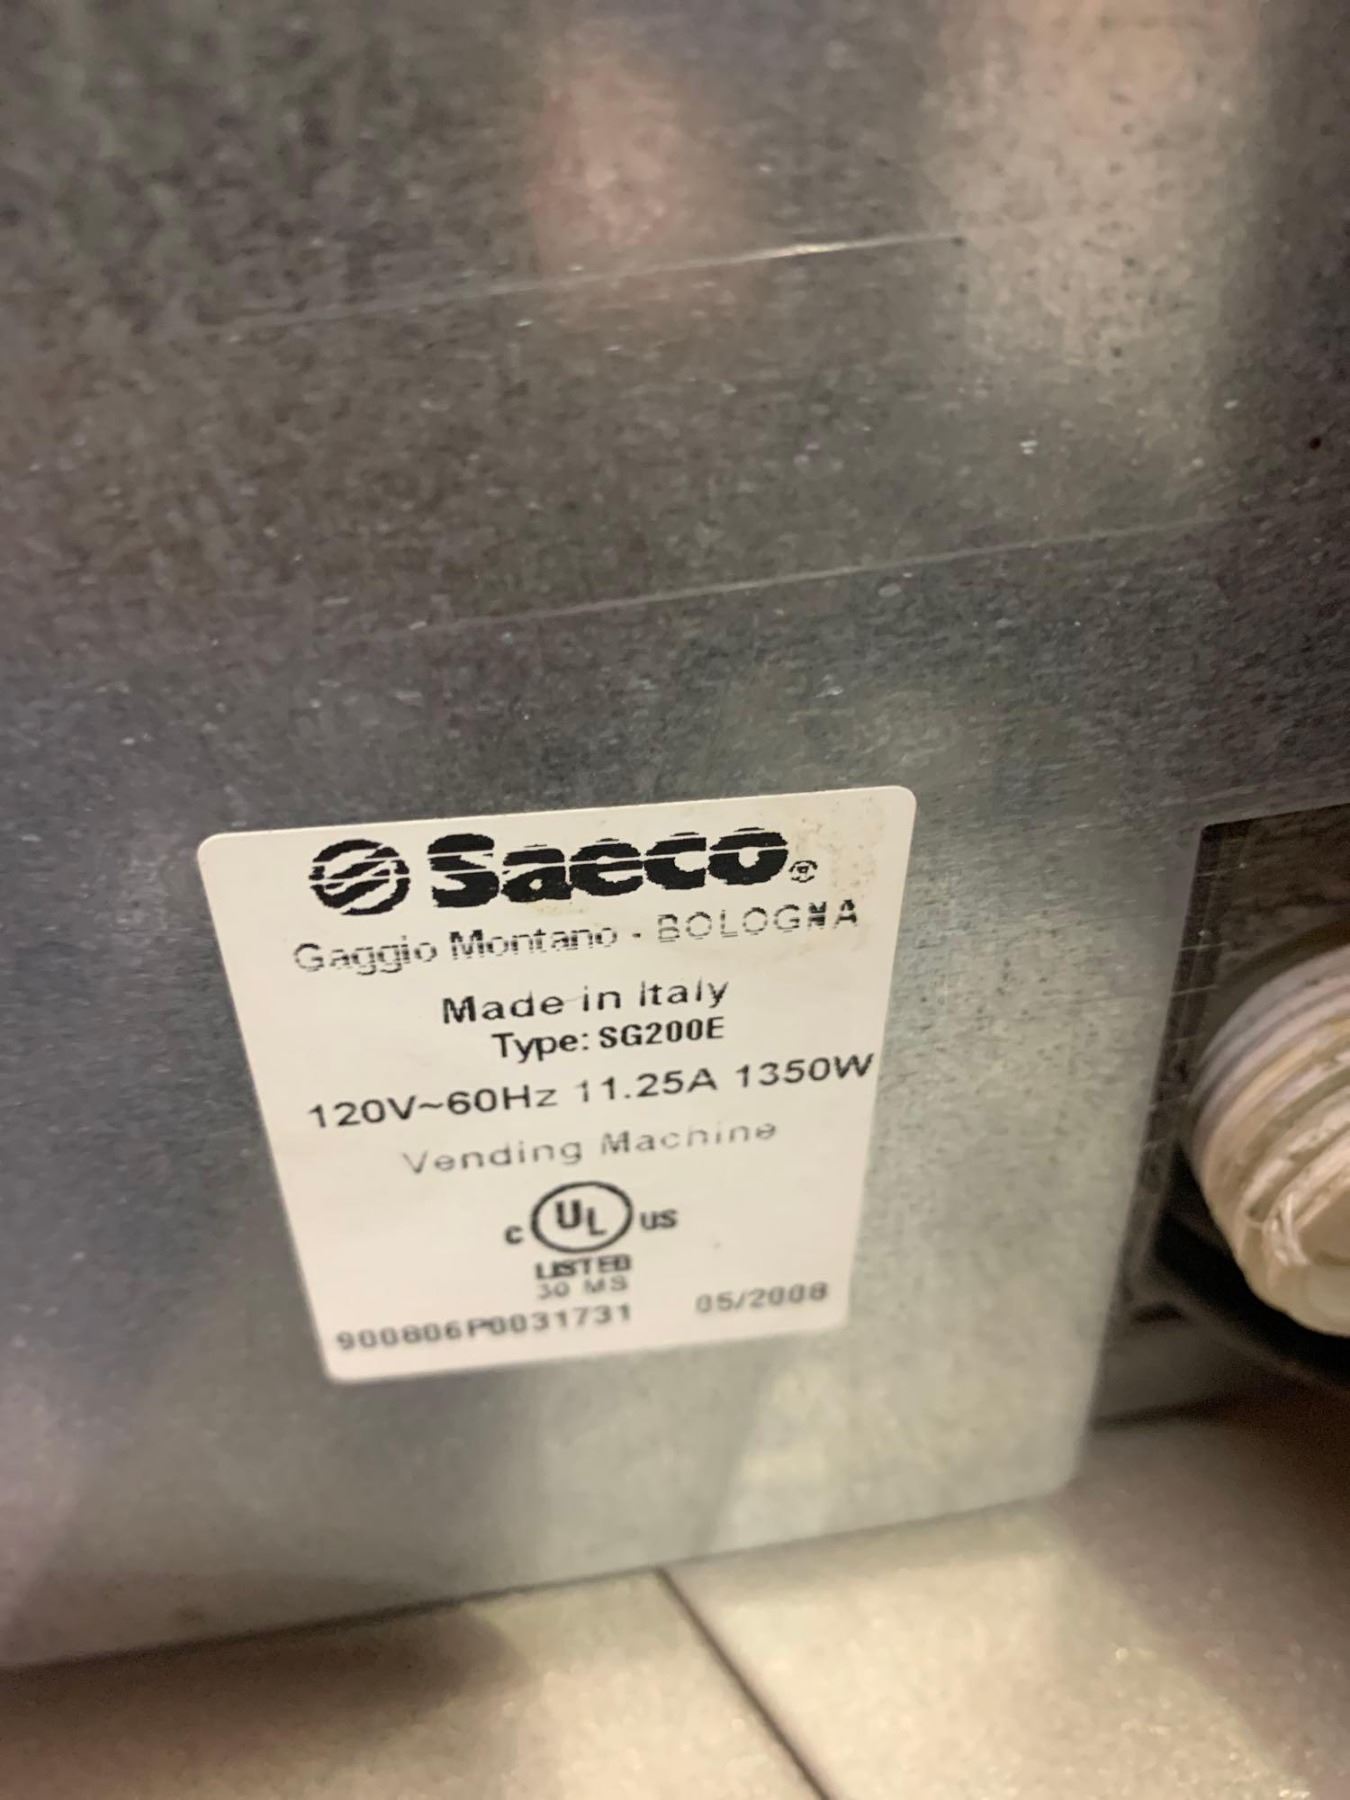 Saeco®
Gaggio Montano - BOLOGNA
Made in Italy
Type: SG200E
120V~60Hz 11.25A 1350W
Vending Machine
C UL US
LISTED
30 MS
900806P0031731 05/2008